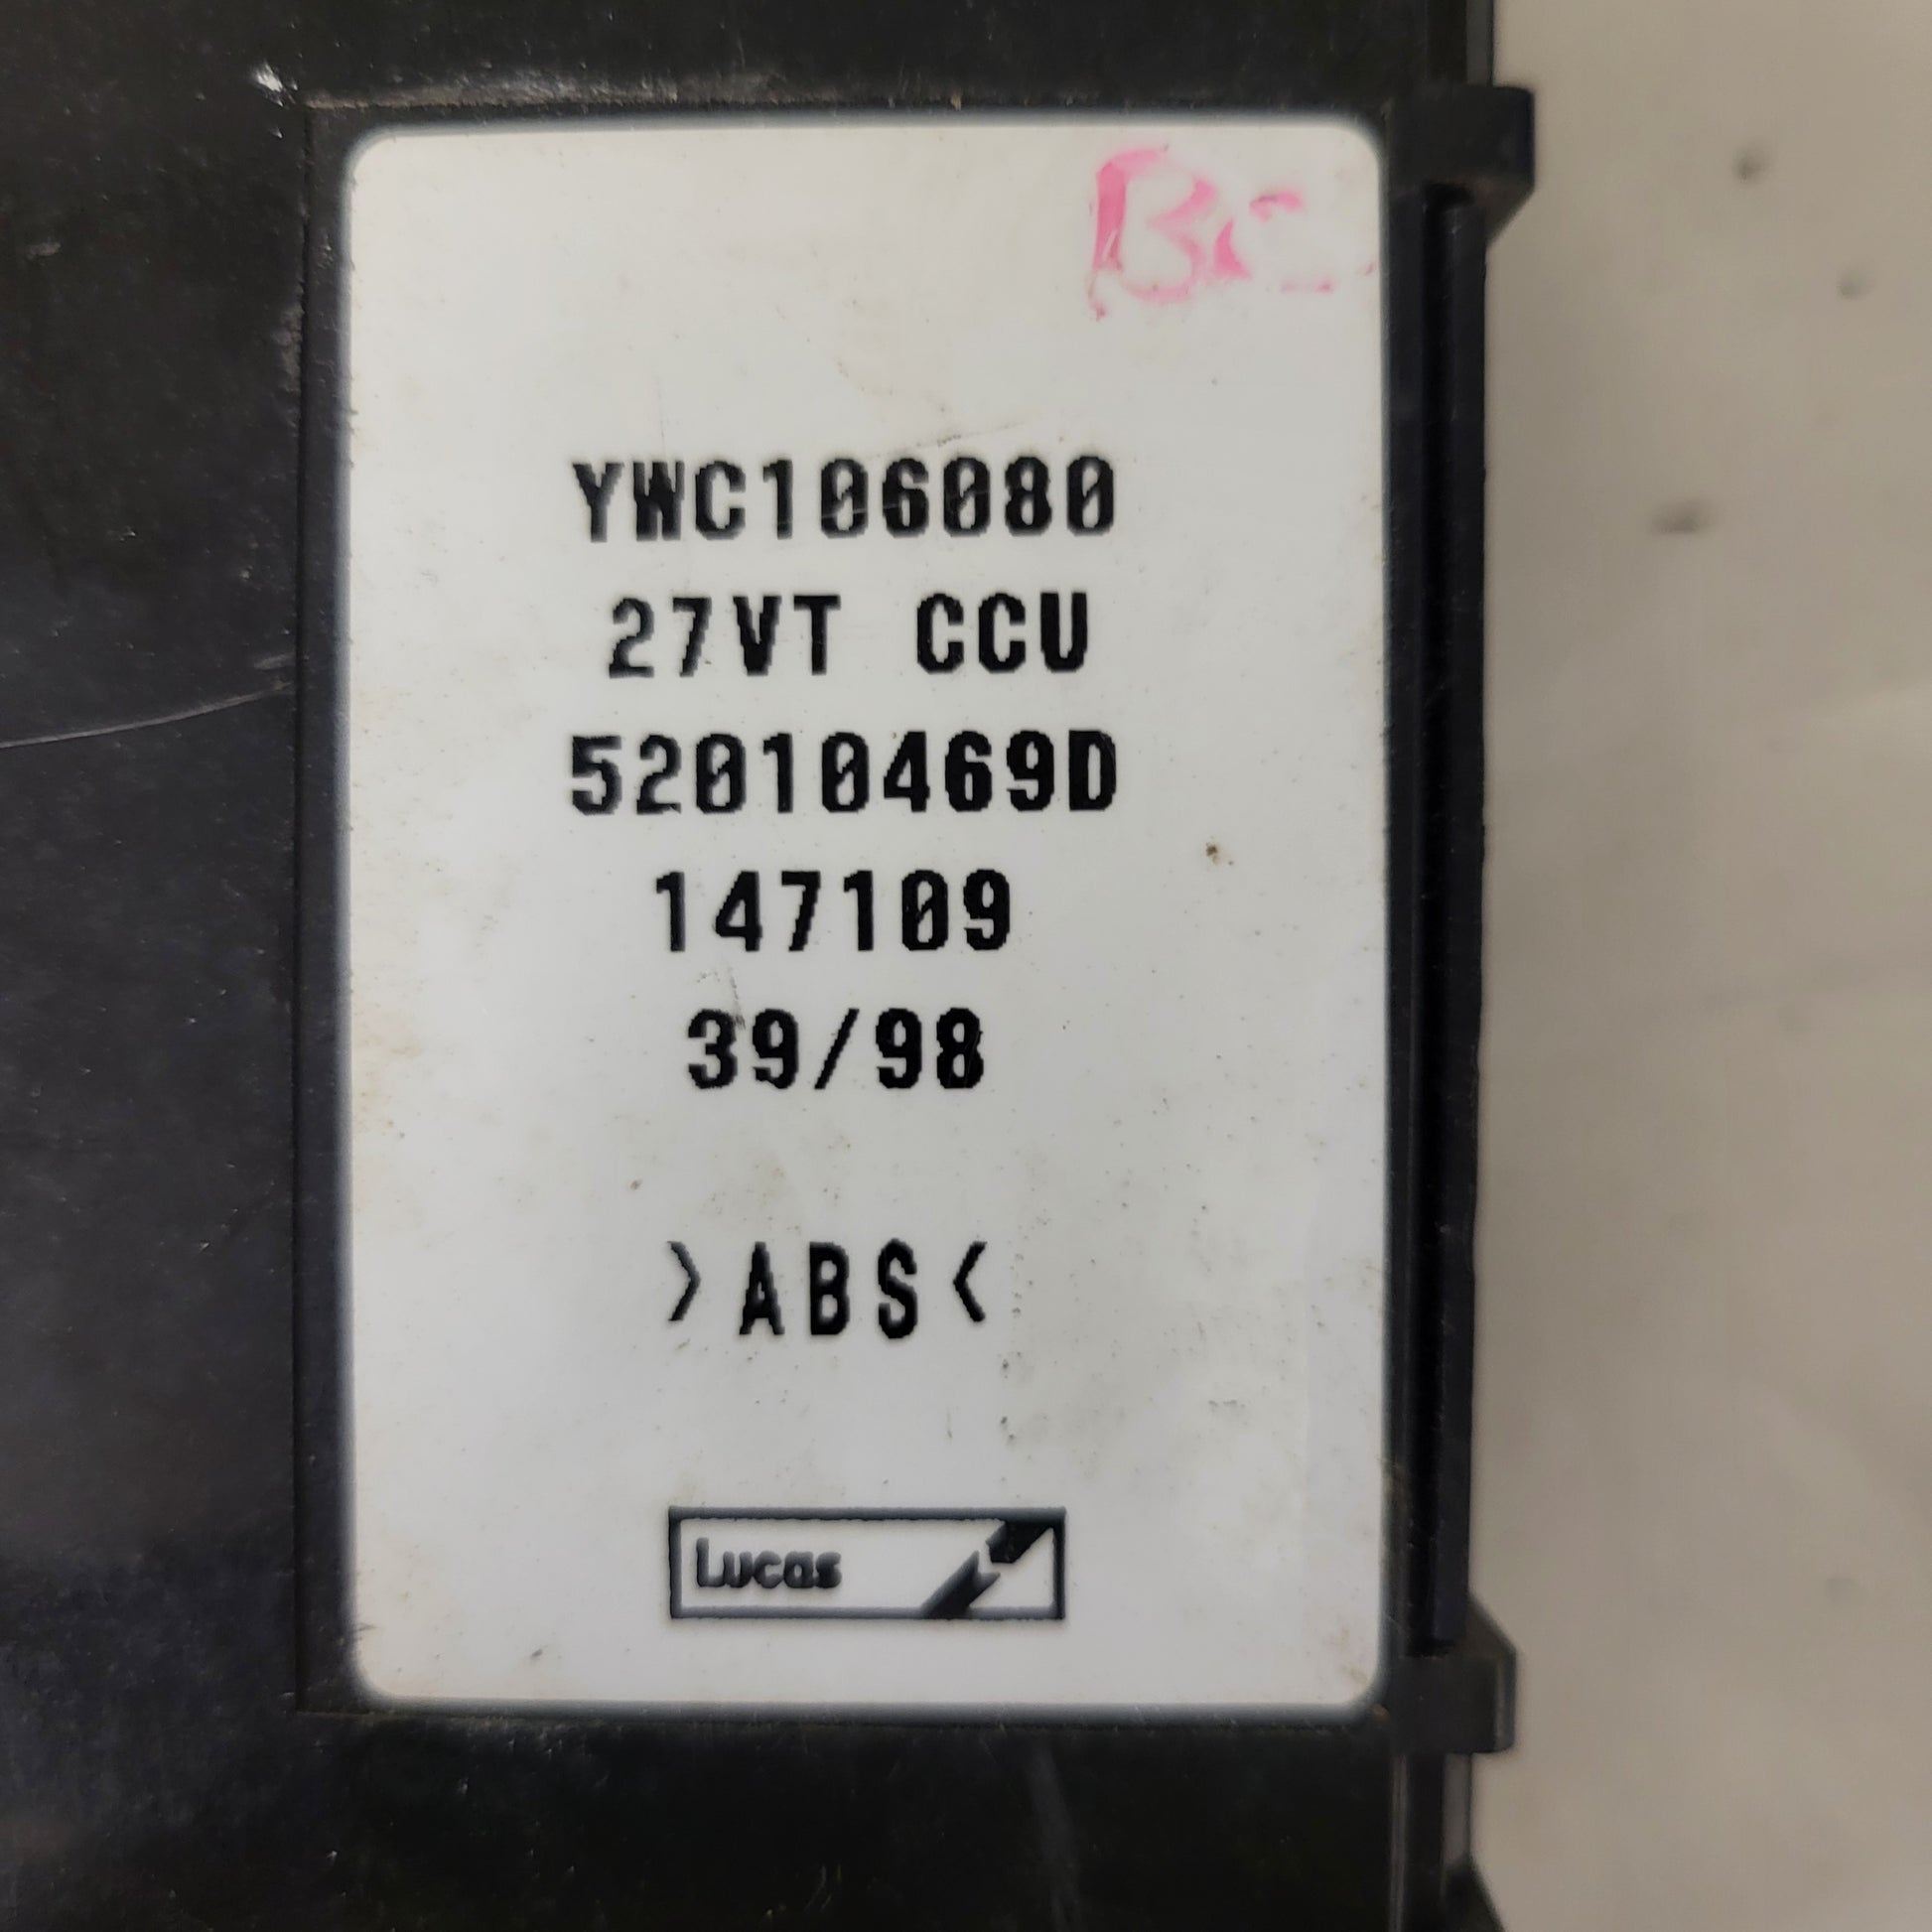 YWC106080
27VT CCU
52010469D
147109
39/98
>ABS<
Lucas